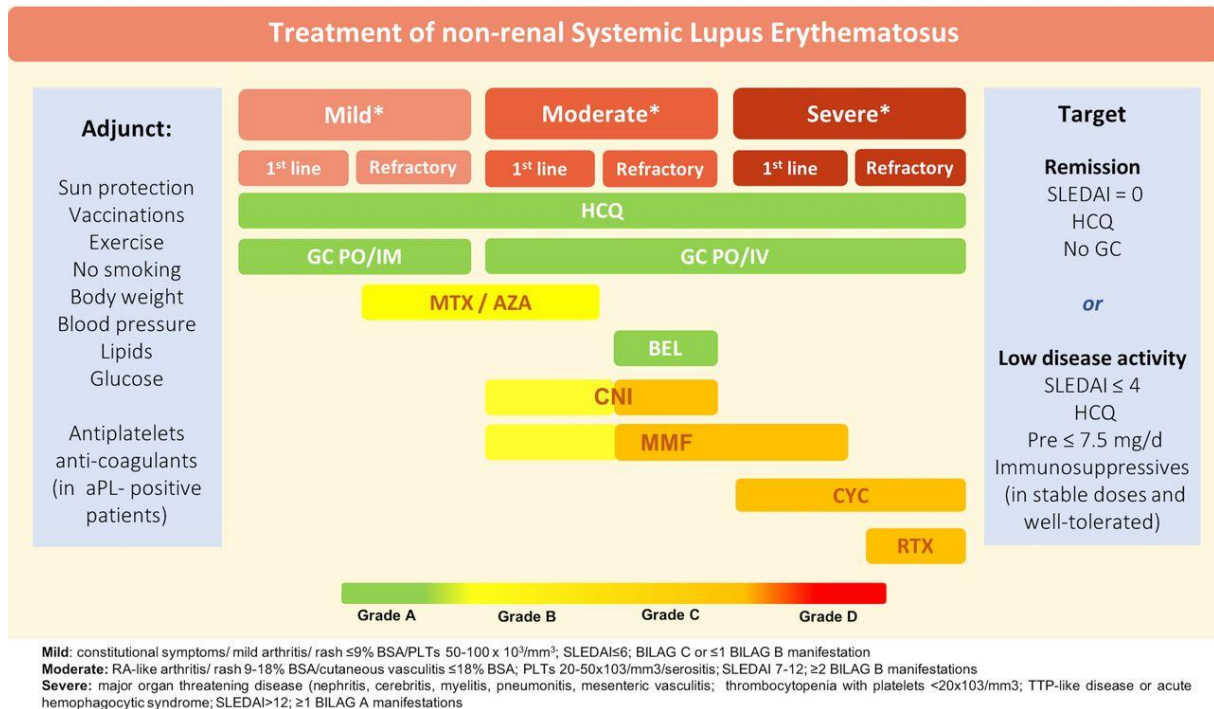 Treatment of non-renal Systemic Lupus Erythematosus
Adjunct:
Sun protection
Vaccinations
Exercise
No smoking
Body weight
Blood pressure
Lipids
Glucose
Antiplatelets
anti-coagulants
(in aPL- positive
patients)
Mild*
Moderate*
Severe*
1st line
Refractory
1st line
Refractory
1st line
Refractory
HCQ
GC PO/IM
GC PO/IV
MTX / AZA
BEL
CNI
MMF
CYC
RTX
Grade A
Grade B
Grade C
Grade D
Target
Remission
SLEDAI = 0
HCQ
No GC
or
Low disease activity
SLEDAI ≤ 4
HCQ
Pre ≤ 7.5 mg/d
Immunosuppressives
(in stable doses and
well-tolerated)
Mild: constitutional symptoms/ mild arthritis/ rash ≤9% BSA/PLTs 50-100 x 10³/mm³; SLEDAI≤6; BILAG C or ≤1 BILAG B manifestation
Moderate: RA-like arthritis/ rash 9-18% BSA/cutaneous vasculitis ≤18% BSA; PLTs 20-50x103/mm3/serositis; SLEDAI 7-12; ≥2 BILAG B manifestations
Severe: major organ threatening disease (nephritis, cerebritis, myelitis, pneumonitis, mesenteric vasculitis; thrombocytopenia with platelets <20x103/mm3; TTP-like disease or acute
hemophagocytic syndrome; SLEDAI>12; ≥1 BILAG A manifestations